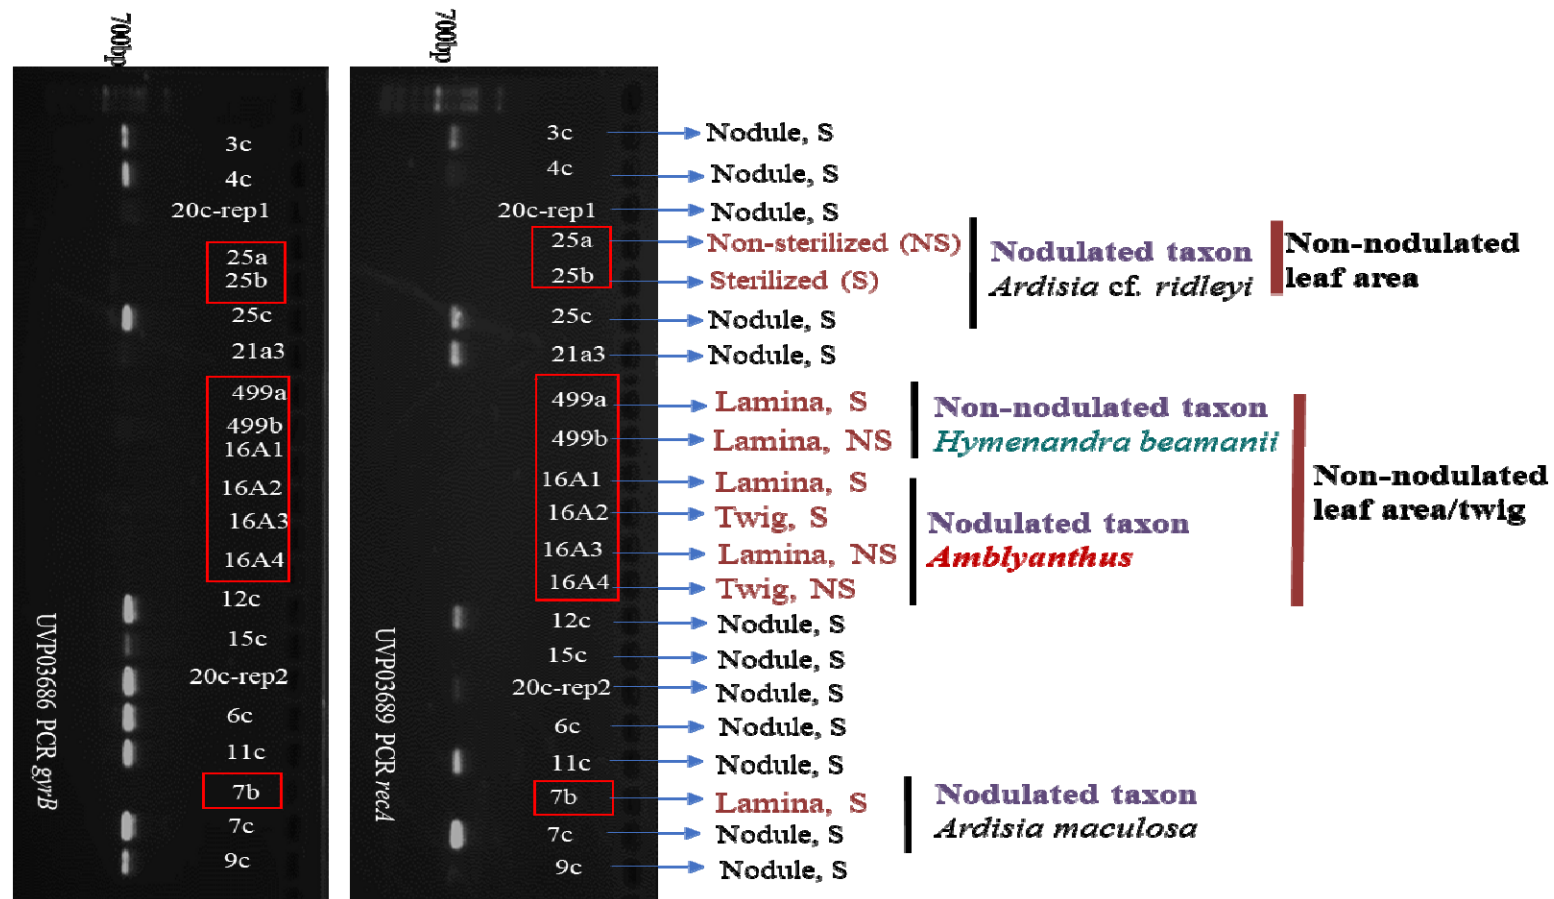 700bp
3c
4c
20c-rep1
25a
25b
25c
21a3
499a
499b
16A1
16A2
16A3
16A4
12c
15c
20c-rep2
6c
11c
7b
7c
9c
UVP03686 PCR gyrB
700bp
3c
4c
20c-rep1
25a
25b
25c
21a3
499a
499b
16A1
16A2
16A3
16A4
12c
15c
20c-rep2
6c
11c
7b
7c
9c
UVP03689 PCR recA
Nodule, S
Nodule, S
Nodule, S
Non-sterilized (NS)
Sterilized (S)
Nodule, S
Nodule, S
Lamina, S
Lamina, NS
Lamina, S
Twig, S
Lamina, NS
Twig, NS
Nodule, S
Nodule, S
Nodule, S
Nodule, S
Nodule, S
Lamina, S
Nodule, S
Nodule, S
Nodulated taxon
Ardisia cf. ridleyi
Non-nodulated
leaf area
Non-nodulated taxon
Hymenandra beamanii
Nodulated taxon
Amblyanthus
Non-nodulated
leaf area/twig
Nodulated taxon
Ardisia maculosa